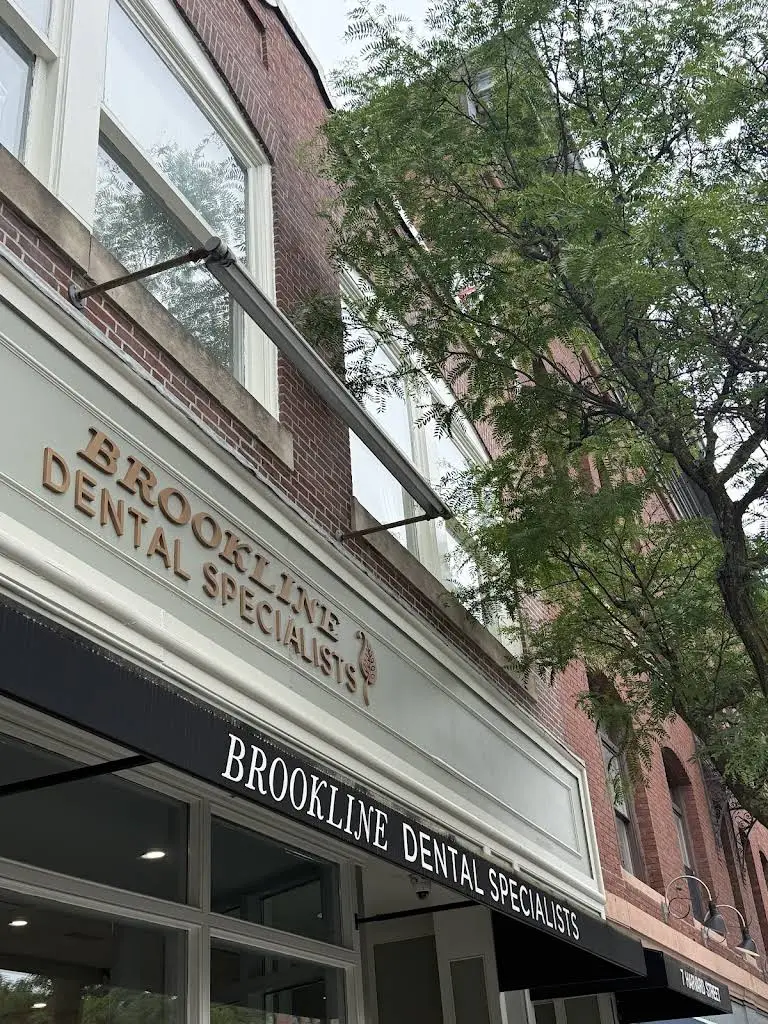 BROOKLINE
DENTAL SPECIALISTS
BROOKLINE DENTAL SPECIALISTS
7 HARVARD STREET